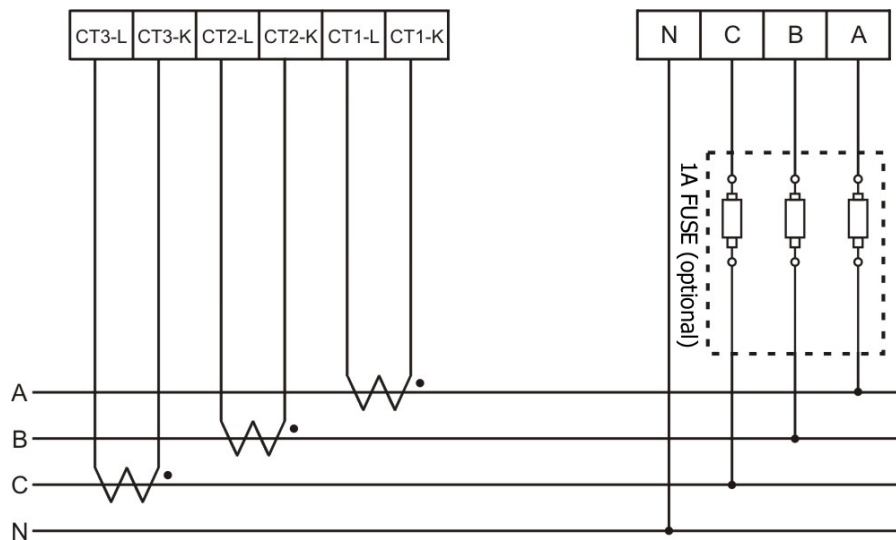 CT3-L CT3-K CT2-L CT2-K CT1-L CT1-K
N C B A
1A FUSE (optional)
A
B
C
N